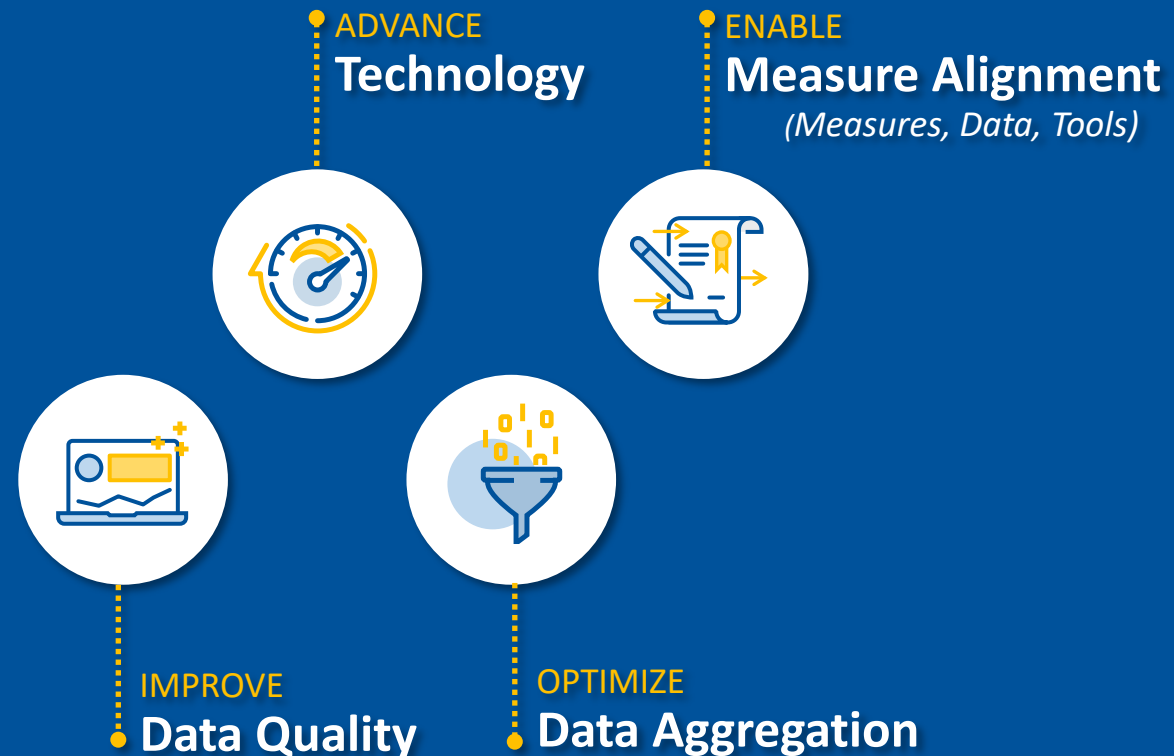 ADVANCE
Technology
ENABLE
Measure Alignment
(Measures, Data, Tools)
IMPROVE
Data Quality
OPTIMIZE
Data Aggregation